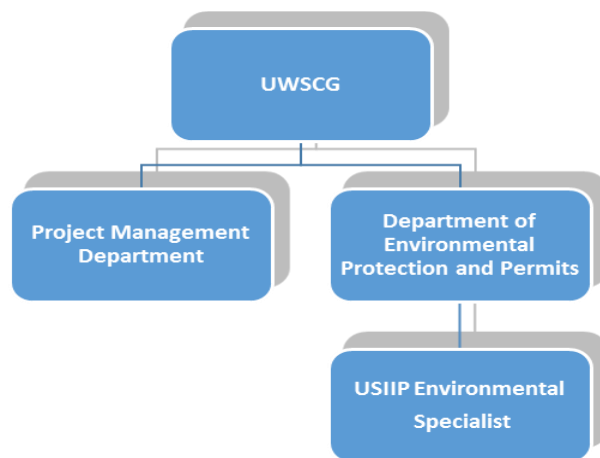 UWSCG
Project Management
Department
Department of
Environmental
Protection and Permits
USIIP Environmental
Specialist